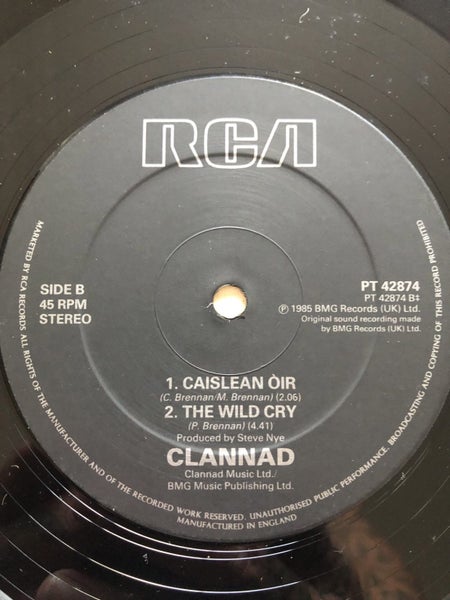 RCA
SIDE B
45 RPM
STEREO
PT 42874
PT 42874 B‡
℗ 1985 BMG Records (UK) Ltd.
Original sound recording made
by BMG Records (UK) Ltd.
1. CAISLEAN ÒIR
(C. Brennan/M. Brennan) (2.06)
2. THE WILD CRY
(P. Brennan) (4.41)
Produced by Steve Nye
CLANNAD
Clannad Music Ltd./
BMG Music Publishing Ltd.
MARKETED BY RCA RECORDS ALL RIGHTS OF THE MANUFACTURER AND OF THE RECORDED WORK RESERVED. UNAUTHORISED PUBLIC PERFORMANCE, BROADCASTING AND COPYING OF THIS RECORD PROHIBITED
MANUFACTURED IN ENGLAND